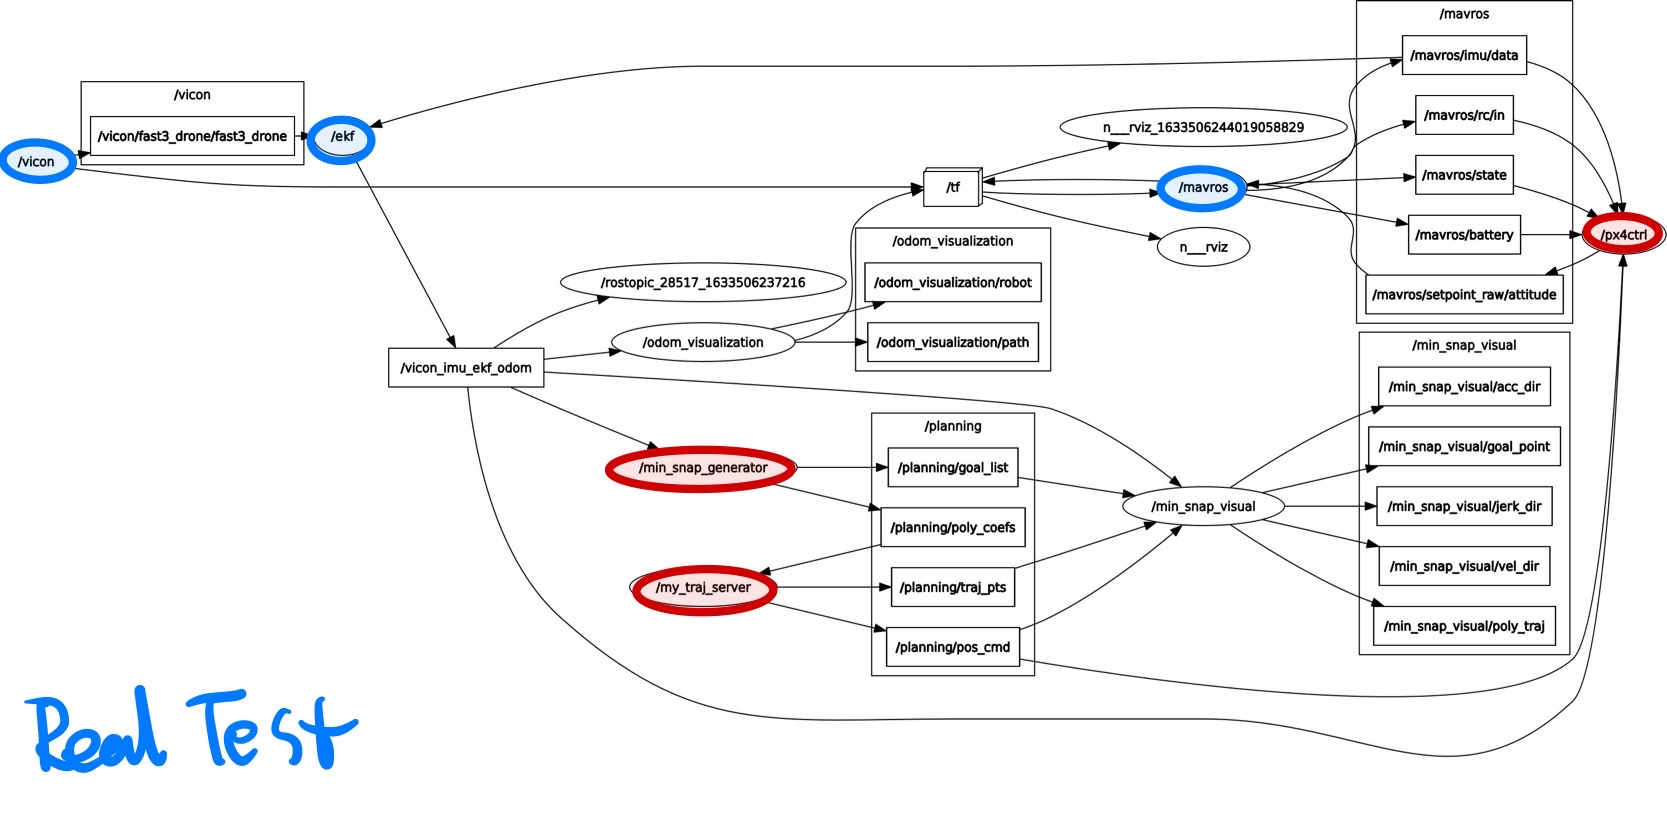 /mavros
/mavros/imu/data
/vicon
/vicon/fast3_drone/fast3_drone
/ekf
/vicon
n___rviz_1633506244019058829
/mavros/rc/in
/tf
/mavros
/mavros/state
/mavros/battery
/px4ctrl
n___rviz
/odom_visualization
/odom_visualization/robot
/rostopic_28517_1633506237216
/mavros/setpoint_raw/attitude
/odom_visualization
/odom_visualization/path
/vicon_imu_ekf_odom
/min_snap_visual
/min_snap_visual/acc_dir
/planning
/min_snap_generator
/planning/goal_list
/min_snap_visual/goal_point
/planning/poly_coefs
/min_snap_visual
/min_snap_visual/jerk_dir
/my_traj_server
/planning/traj_pts
/min_snap_visual/vel_dir
/planning/pos_cmd
/min_snap_visual/poly_traj
Real Test